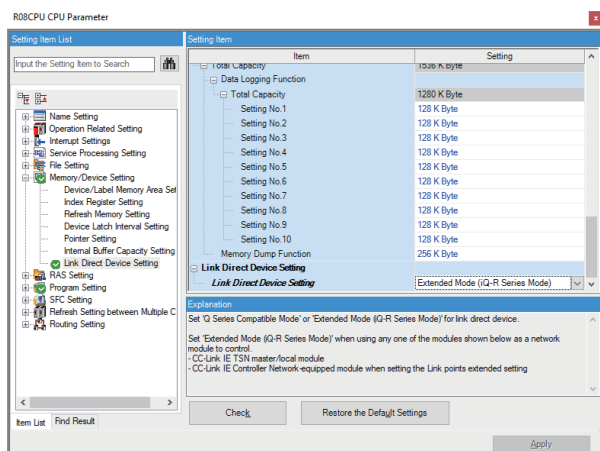 R08CPU CPU Parameter
x
Setting Item List
Input the Setting Item to Search
Name Setting
Operation Related Setting
Interrupt Settings
Service Processing Setting
File Setting
Memory/Device Setting
Device/Label Memory Area Set
Index Register Setting
Refresh Memory Setting
Device Latch Interval Setting
Pointer Setting
Internal Buffer Capacity Setting
Link Direct Device Setting
RAS Setting
Program Setting
SFC Setting
Refresh Setting between Multiple C
Routing Setting
Item List Find Result
Setting Item
Item Setting
Total Capacity 1536 K Byte
Data Logging Function
Total Capacity 1280 K Byte
Setting No.1 128 K Byte
Setting No.2 128 K Byte
Setting No.3 128 K Byte
Setting No.4 128 K Byte
Setting No.5 128 K Byte
Setting No.6 128 K Byte
Setting No.7 128 K Byte
Setting No.8 128 K Byte
Setting No.9 128 K Byte
Setting No.10 128 K Byte
Memory Dump Function 256 K Byte
Link Direct Device Setting
Link Direct Device Setting Extended Mode (iQ-R Series Mode)
Explanation
Set 'Q Series Compatible Mode' or 'Extended Mode (iQ-R Series Mode)' for link direct device.
Set 'Extended Mode (iQ-R Series Mode)' when using any one of the modules shown below as a network
module to control.
- CC-Link IE TSN master/local module
- CC-Link IE Controller Network-equipped module when setting the Link points extended setting
Check Restore the Default Settings
Apply